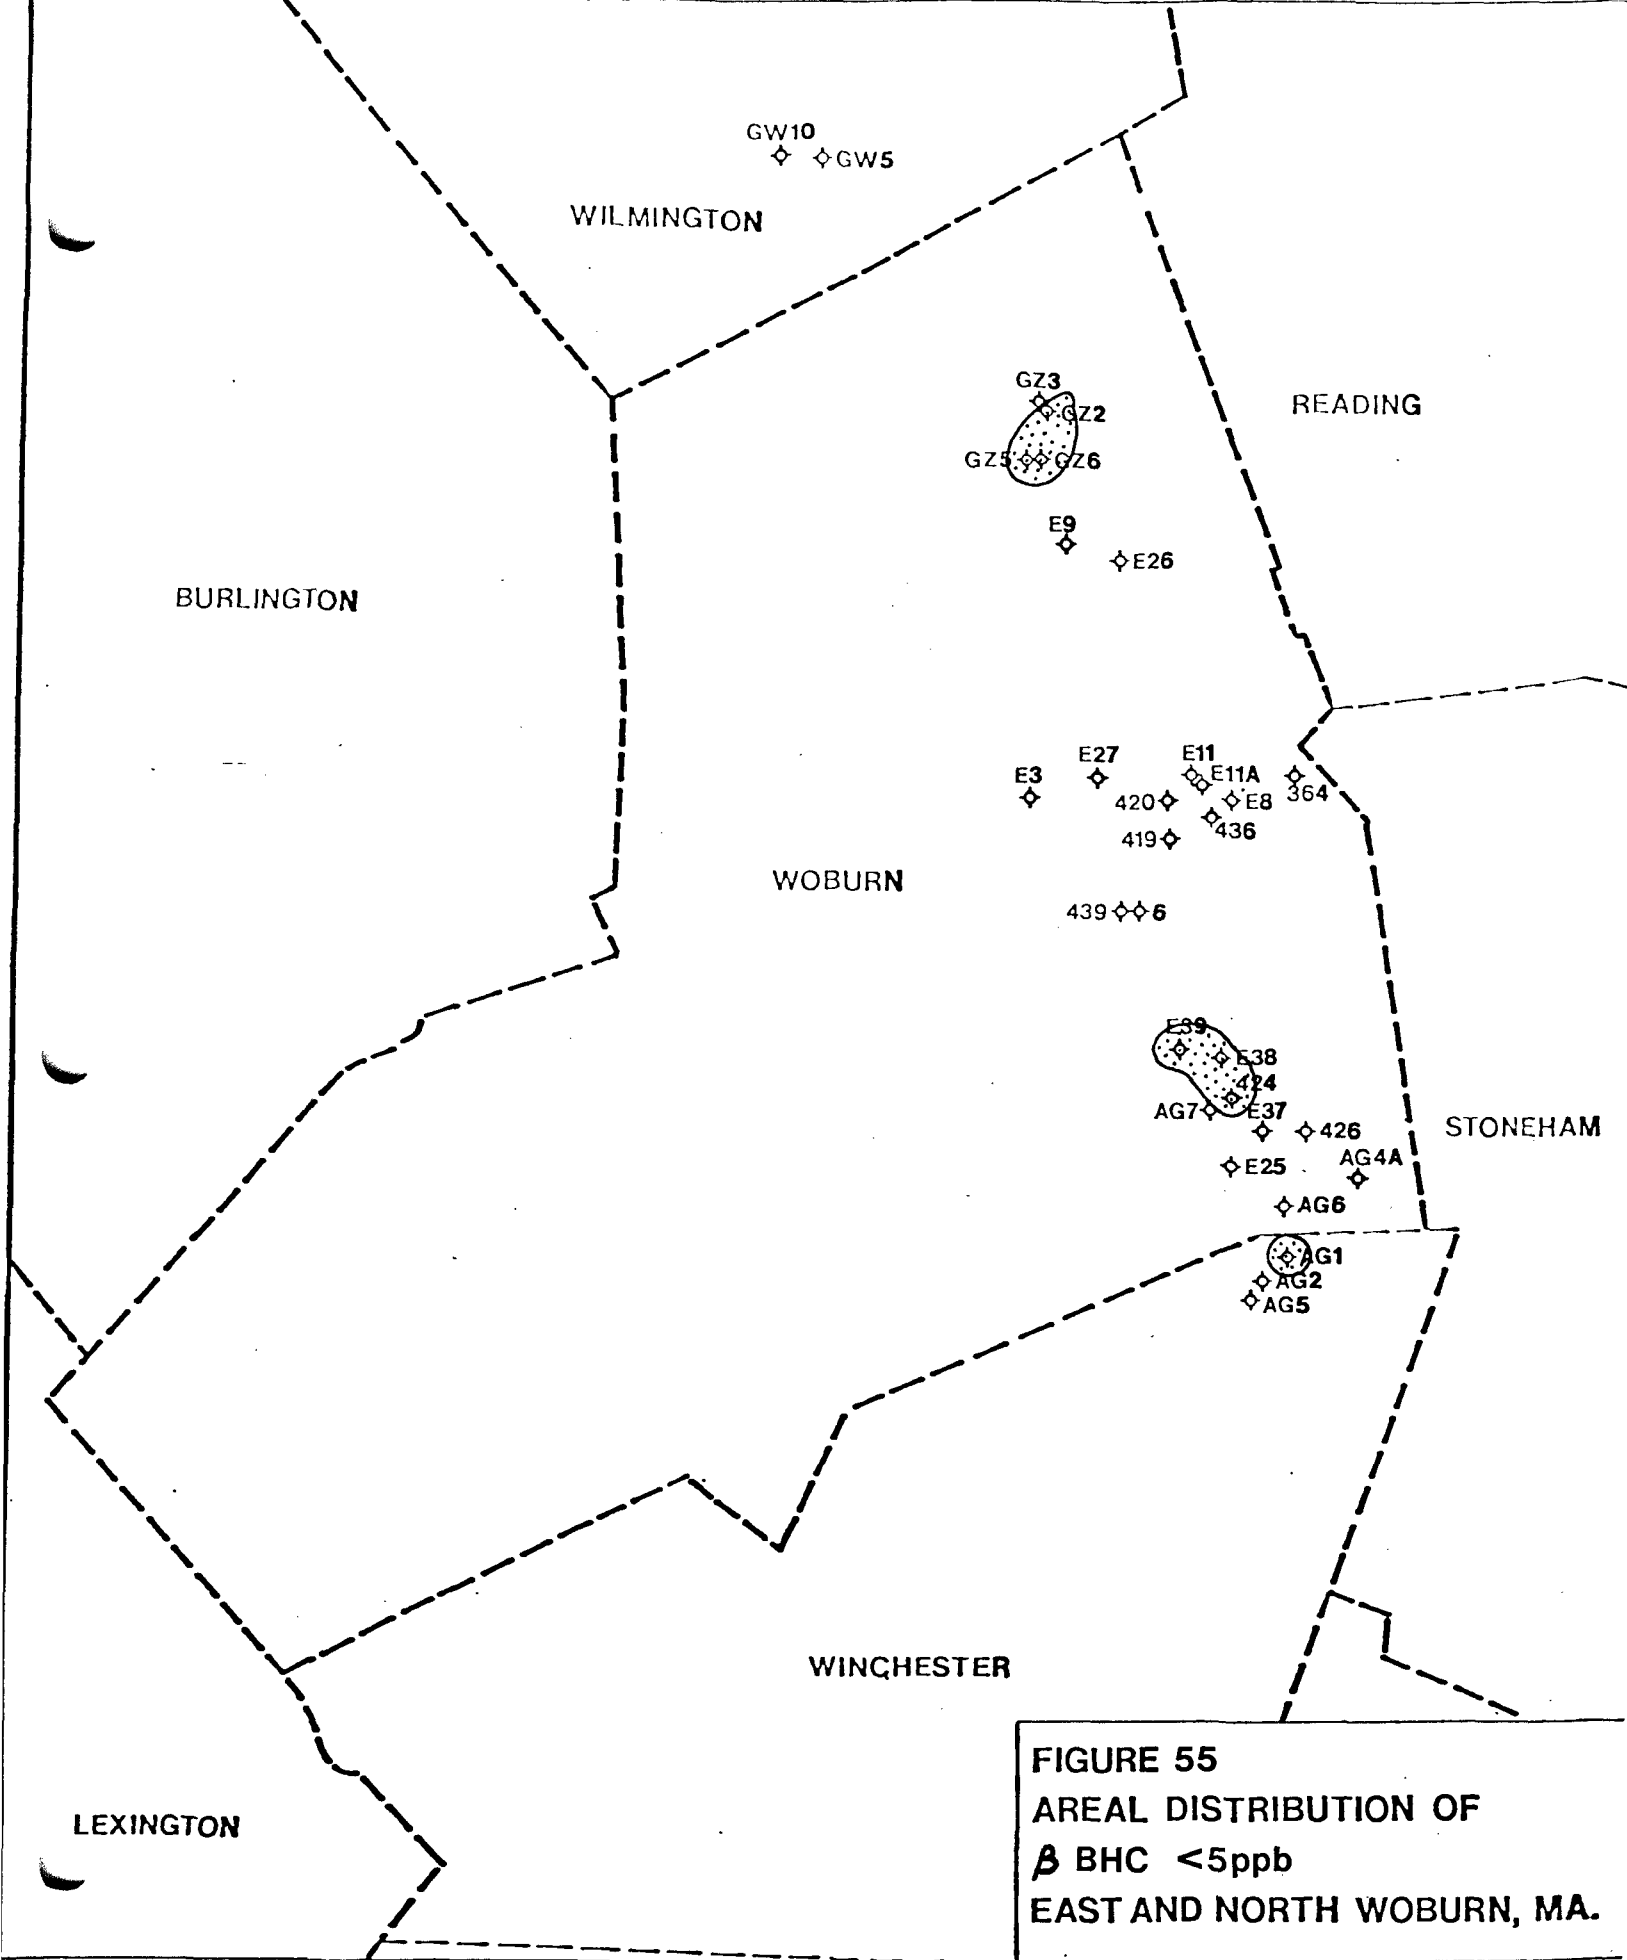 GW10
GW5
WILMINGTON
GZ3
GZ2
READING
GZ5
GZ6
E9
E26
BURLINGTON
E27
E11
E3
E11A
420
E8
364
436
419
WOBURN
439
6
E39
E38
424
AG7
E37
426
STONEHAM
E25
AG4A
AG6
AG1
AG2
AG5
WINCHESTER
LEXINGTON
FIGURE 55
AREAL DISTRIBUTION OF
β BHC <5ppb
EAST AND NORTH WOBURN, MA.